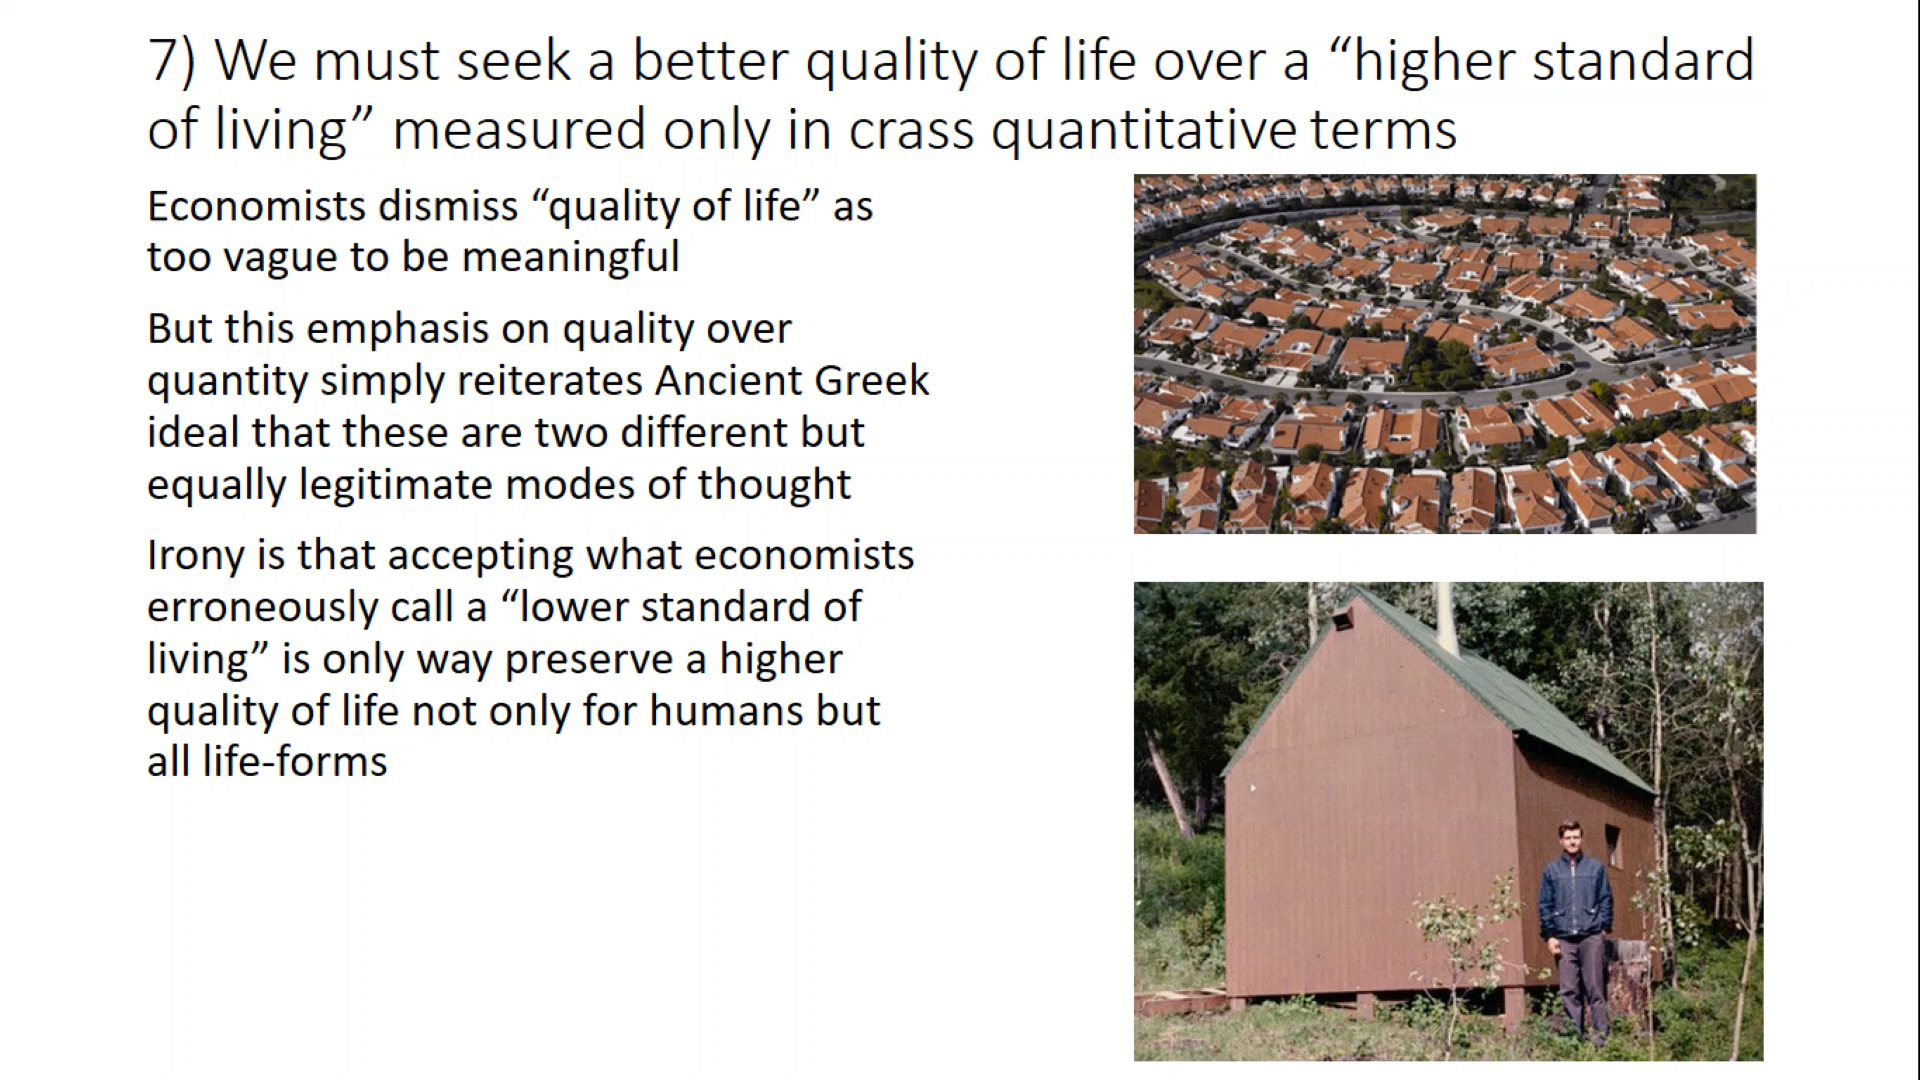 7) We must seek a better quality of life over a “higher standard
of living” measured only in crass quantitative terms
Economists dismiss “quality of life” as
too vague to be meaningful
But this emphasis on quality over
quantity simply reiterates Ancient Greek
ideal that these are two different but
equally legitimate modes of thought
Irony is that accepting what economists
erroneously call a “lower standard of
living” is only way preserve a higher
quality of life not only for humans but
all life-forms